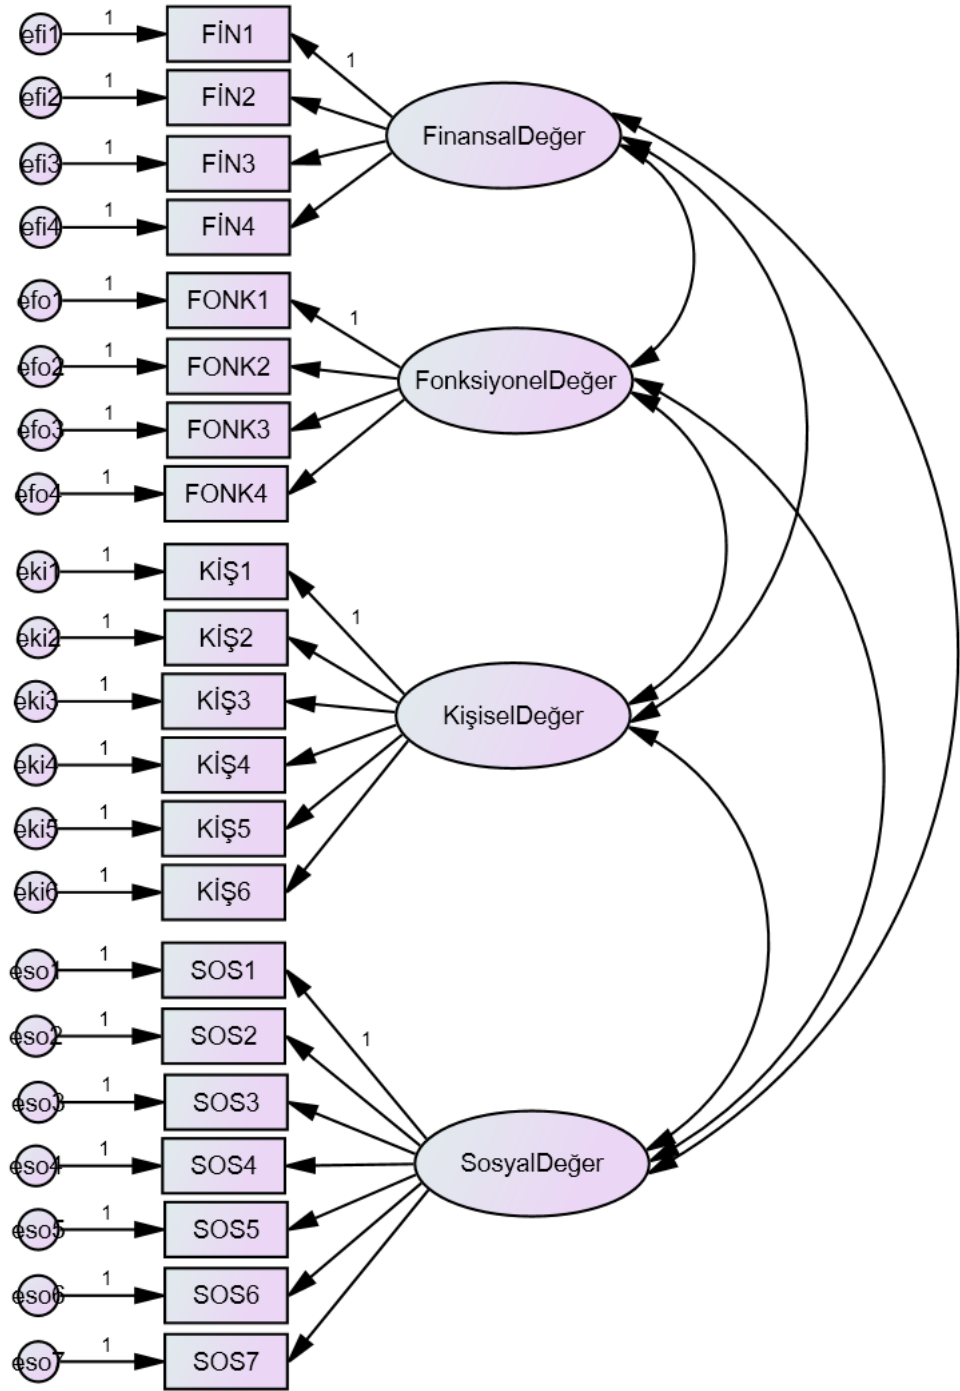 efi1 1 FİN1
1
efi2 1 FİN2
FinansalDeğer
efi3 1 FİN3
efi4 1 FİN4
efo1 1 FONK1
1
efo2 1 FONK2
FonksiyonelDeğer
efo3 1 FONK3
efo4 1 FONK4
eki1 1 KİŞ1
1
eki2 1 KİŞ2
eki3 1 KİŞ3
KişiselDeğer
eki4 1 KİŞ4
eki5 1 KİŞ5
eki6 1 KİŞ6
eso1 1 SOS1
1
eso2 1 SOS2
eso3 1 SOS3
eso4 1 SOS4
SosyalDeğer
eso5 1 SOS5
eso6 1 SOS6
eso7 1 SOS7